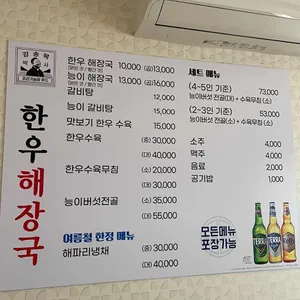 한우해장국
한우 해장국 10,000 (곱)13,000
능이 해장국 13,000 (곱)16,000
갈비탕 12,000
능이 갈비탕 15,000
맛보기 한우 수육 15,000
한우수육 (중) 30,000
(대) 40,000
한우수육무침 (소) 20,000
(대) 40,000
능이버섯전골 (소) 35,000
(대) 55,000
여름철 한정 메뉴
해파리냉채 (중) 30,000
(대) 40,000
세트 메뉴
(4~5인 기준) 73,000
능이버섯 전골(대) + 수육무침(소)
(2~3인 기준) 53,000
능이버섯 전골(소) + 수육무침(소)
소주 4,000
맥주 4,000
음료 2,000
공기밥 1,000
모든메뉴
포장가능
TERRA
TERRA